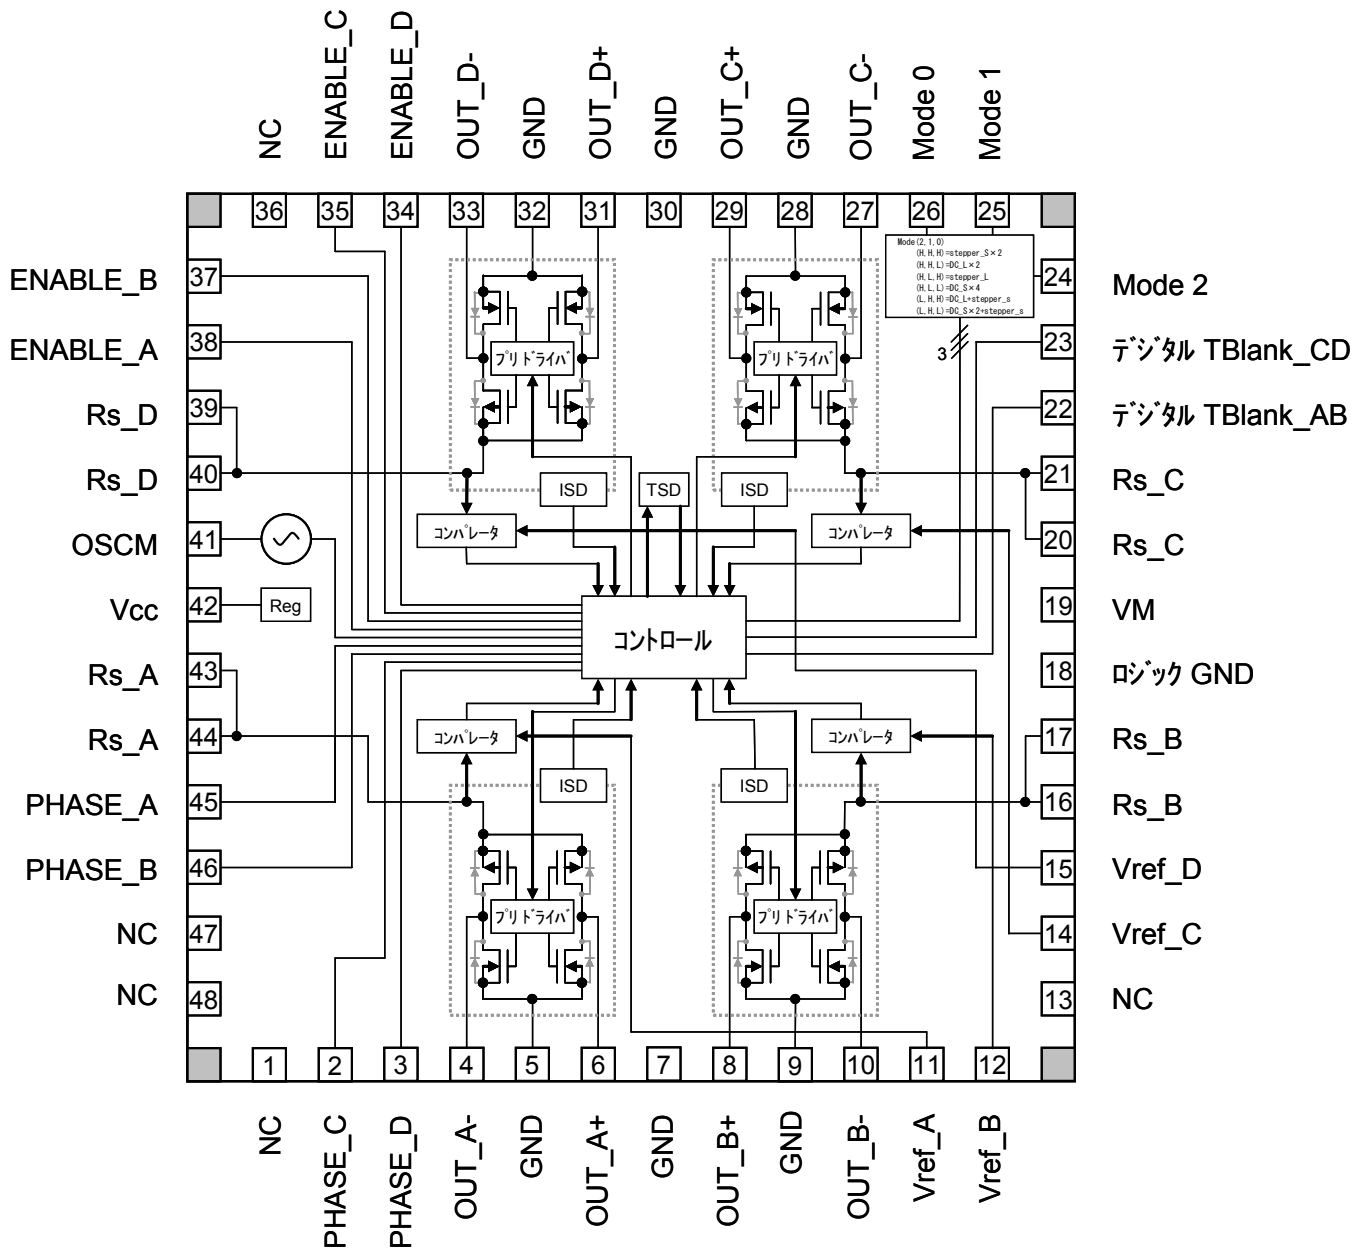 NC
ENABLE_C
ENABLE_D
OUT_D-
GND
OUT_D+
GND
OUT_C+
GND
OUT_C-
Mode 0
Mode 1
36
35
34
33
32
31
30
29
28
27
26
25
Mode(2,1,0)
(H,H,H)=stepper_S×2
(H,H,L)=DC_L×2
(H,L,H)=stepper_L
(H,L,L)=DC_S×4
(L,H,H)=DC_L+stepper_s
(L,H,L)=DC_S×2+stepper_s
3
ENABLE_B
37
ENABLE_A
38
Rs_D
39
Rs_D
40
OSCM
41
Vcc
42
Reg
Rs_A
43
Rs_A
44
PHASE_A
45
PHASE_B
46
NC
47
NC
48
プリドライバ
プリドライバ
ISD
TSD
ISD
コンパレータ
コンパレータ
コントロール
コンパレータ
コンパレータ
ISD
ISD
プリドライバ
プリドライバ
24
Mode 2
23
デジタル TBlank_CD
22
デジタル TBlank_AB
21
Rs_C
20
Rs_C
19
VM
18
ロジック GND
17
Rs_B
16
Rs_B
15
Vref_D
14
Vref_C
13
NC
1
2
3
4
5
6
7
8
9
10
11
12
NC
PHASE_C
PHASE_D
OUT_A-
GND
OUT_A+
GND
OUT_B+
GND
OUT_B-
Vref_A
Vref_B